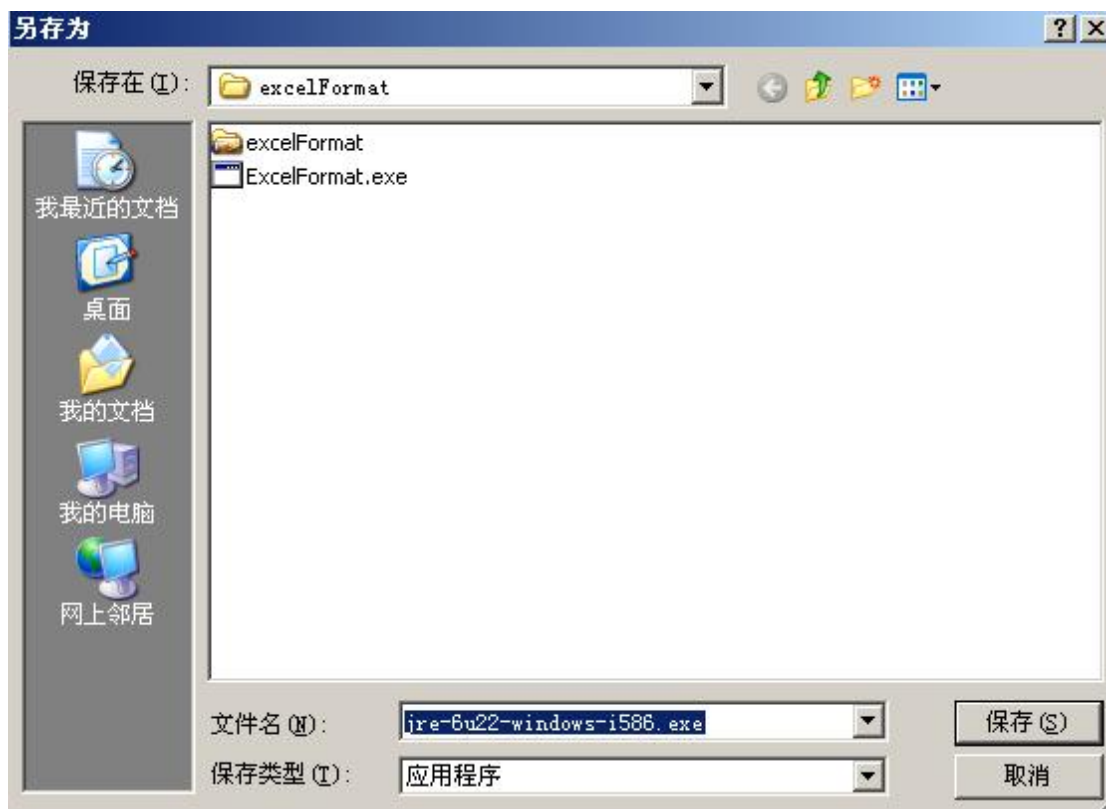 另存为
保存在(I):
excelFormat
excelFormat
ExcelFormat.exe
我最近的文档
桌面
我的文档
我的电脑
网上邻居
文件名(N):
jre-6u22-windows-i586.exe
保存(S)
保存类型(T):
应用程序
取消